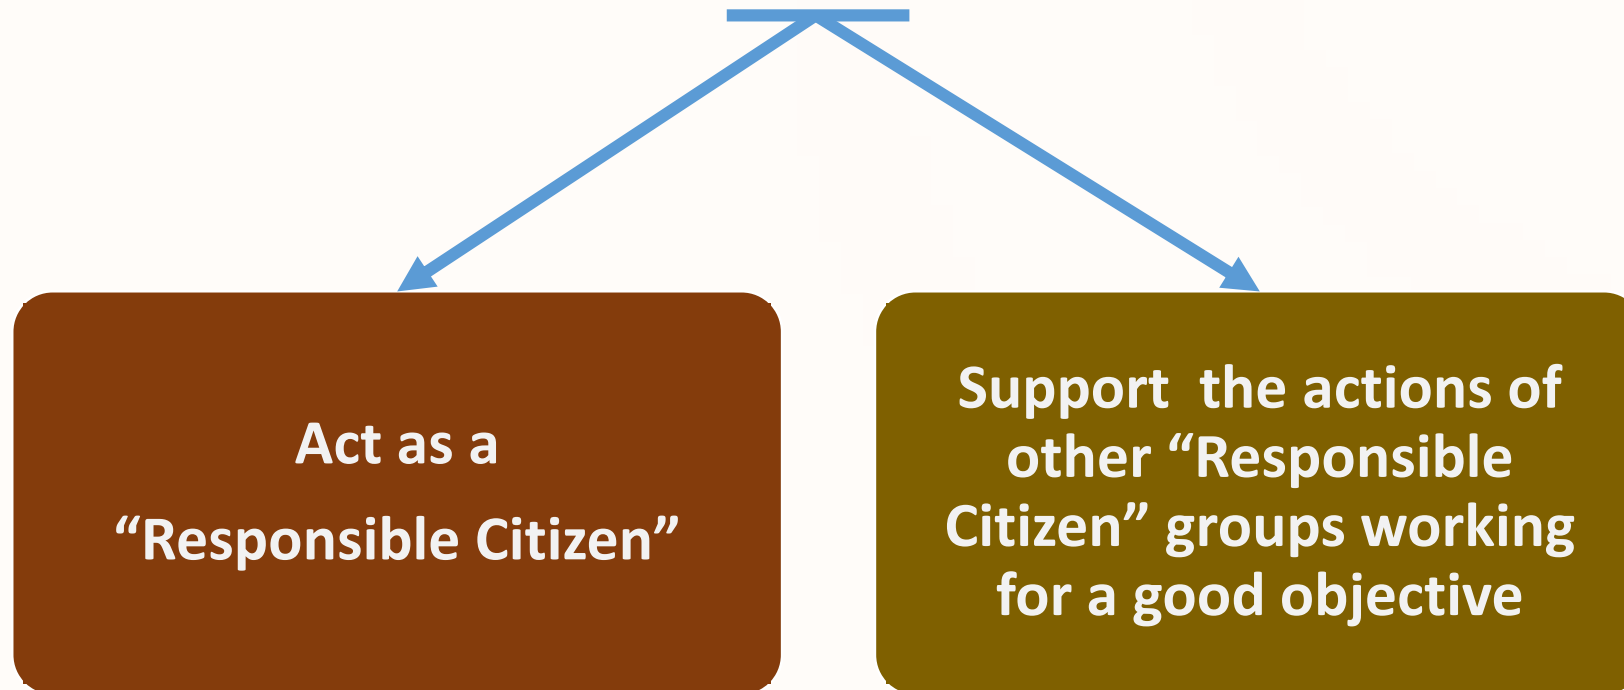 Act as a
“Responsible Citizen”
Support  the actions of
other “Responsible
Citizen” groups working
for a good objective